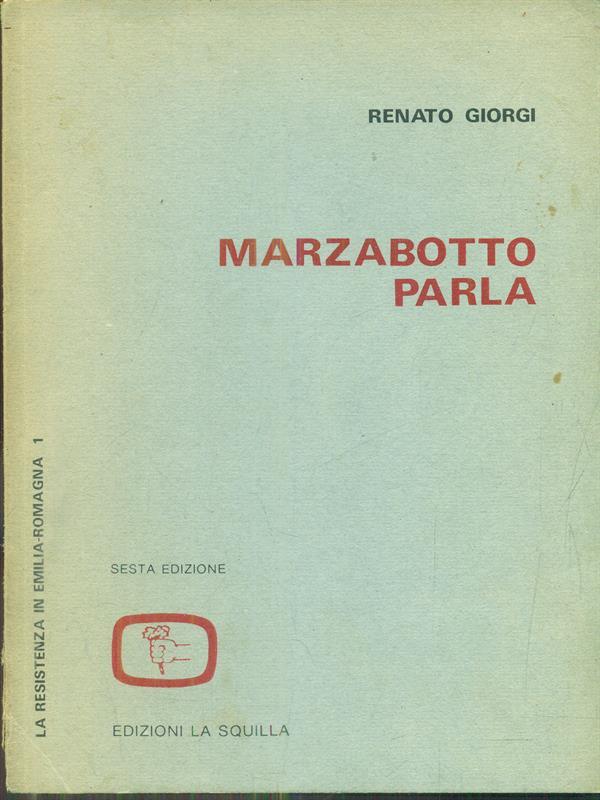 RENATO GIORGI
MARZABOTTO
PARLA
LA RESISTENZA IN EMILIA-ROMAGNA 1
SESTA EDIZIONE
EDIZIONI LA SQUILLA